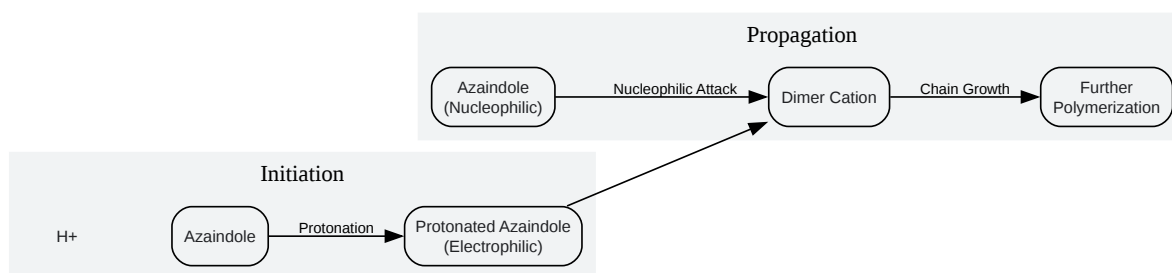 Propagation
Azaindole
(Nucleophilic)
Nucleophilic Attack
Dimer Cation
Chain Growth
Further
Polymerization
Initiation
H+
Azaindole
Protonation
Protonated Azaindole
(Electrophilic)